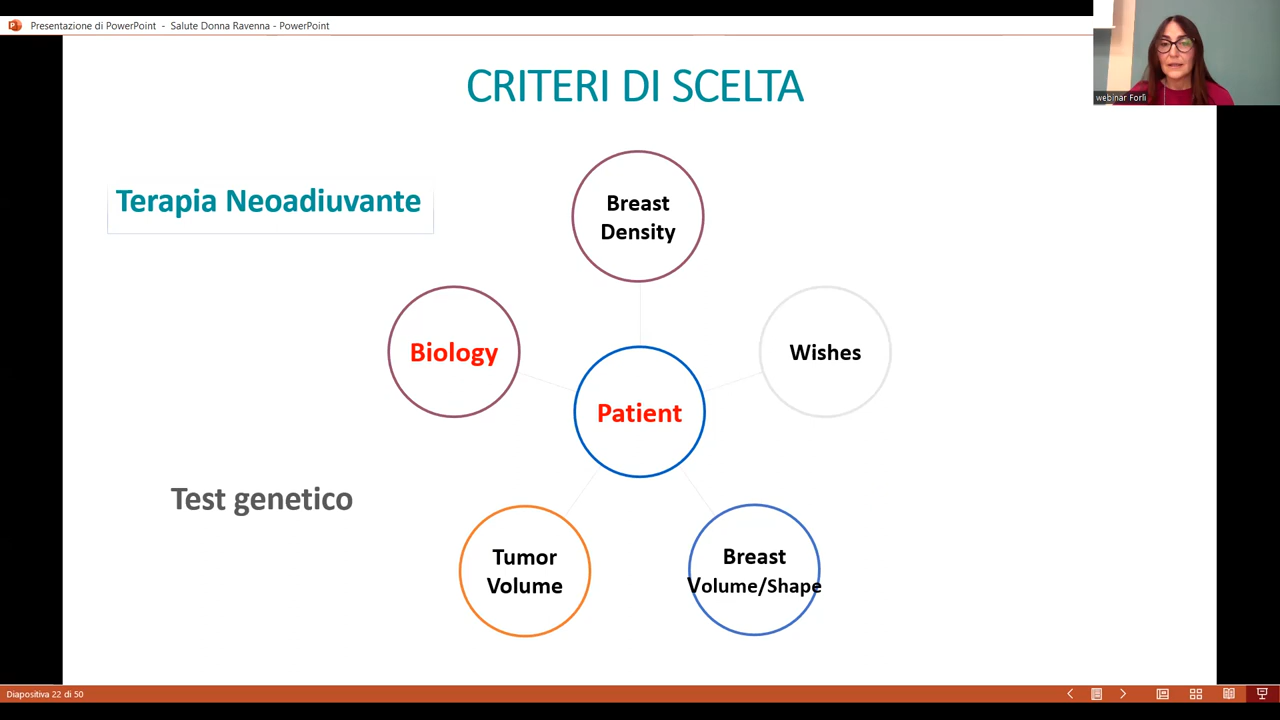 Presentazione di PowerPoint - Salute Donna Ravenna - PowerPoint
webinar Forlì
CRITERI DI SCELTA
Terapia Neoadiuvante
Breast
Density
Biology
Wishes
Patient
Test genetico
Tumor
Volume
Breast
Volume/Shape
Diapositiva 22 di 50